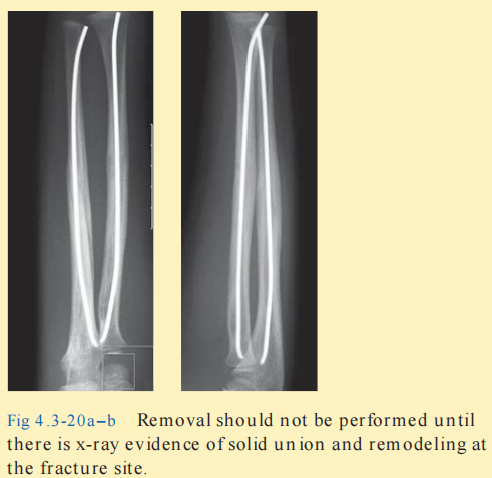 Fig 4.3-20a–b Removal should not be performed until
there is x-ray evidence of solid union and remodeling at
the fracture site.